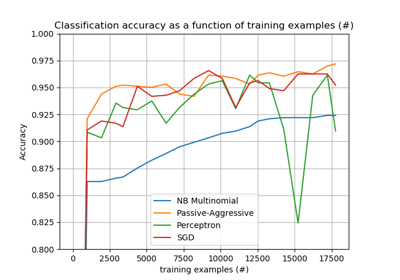 Classification accuracy as a function of training examples (#)
1.000
0.975
0.950
0.925
0.900
0.875
0.850
0.825
0.800
Accuracy
NB Multinomial
Passive-Aggressive
Perceptron
SGD
0 2500 5000 7500 10000 12500 15000 17500
training examples (#)